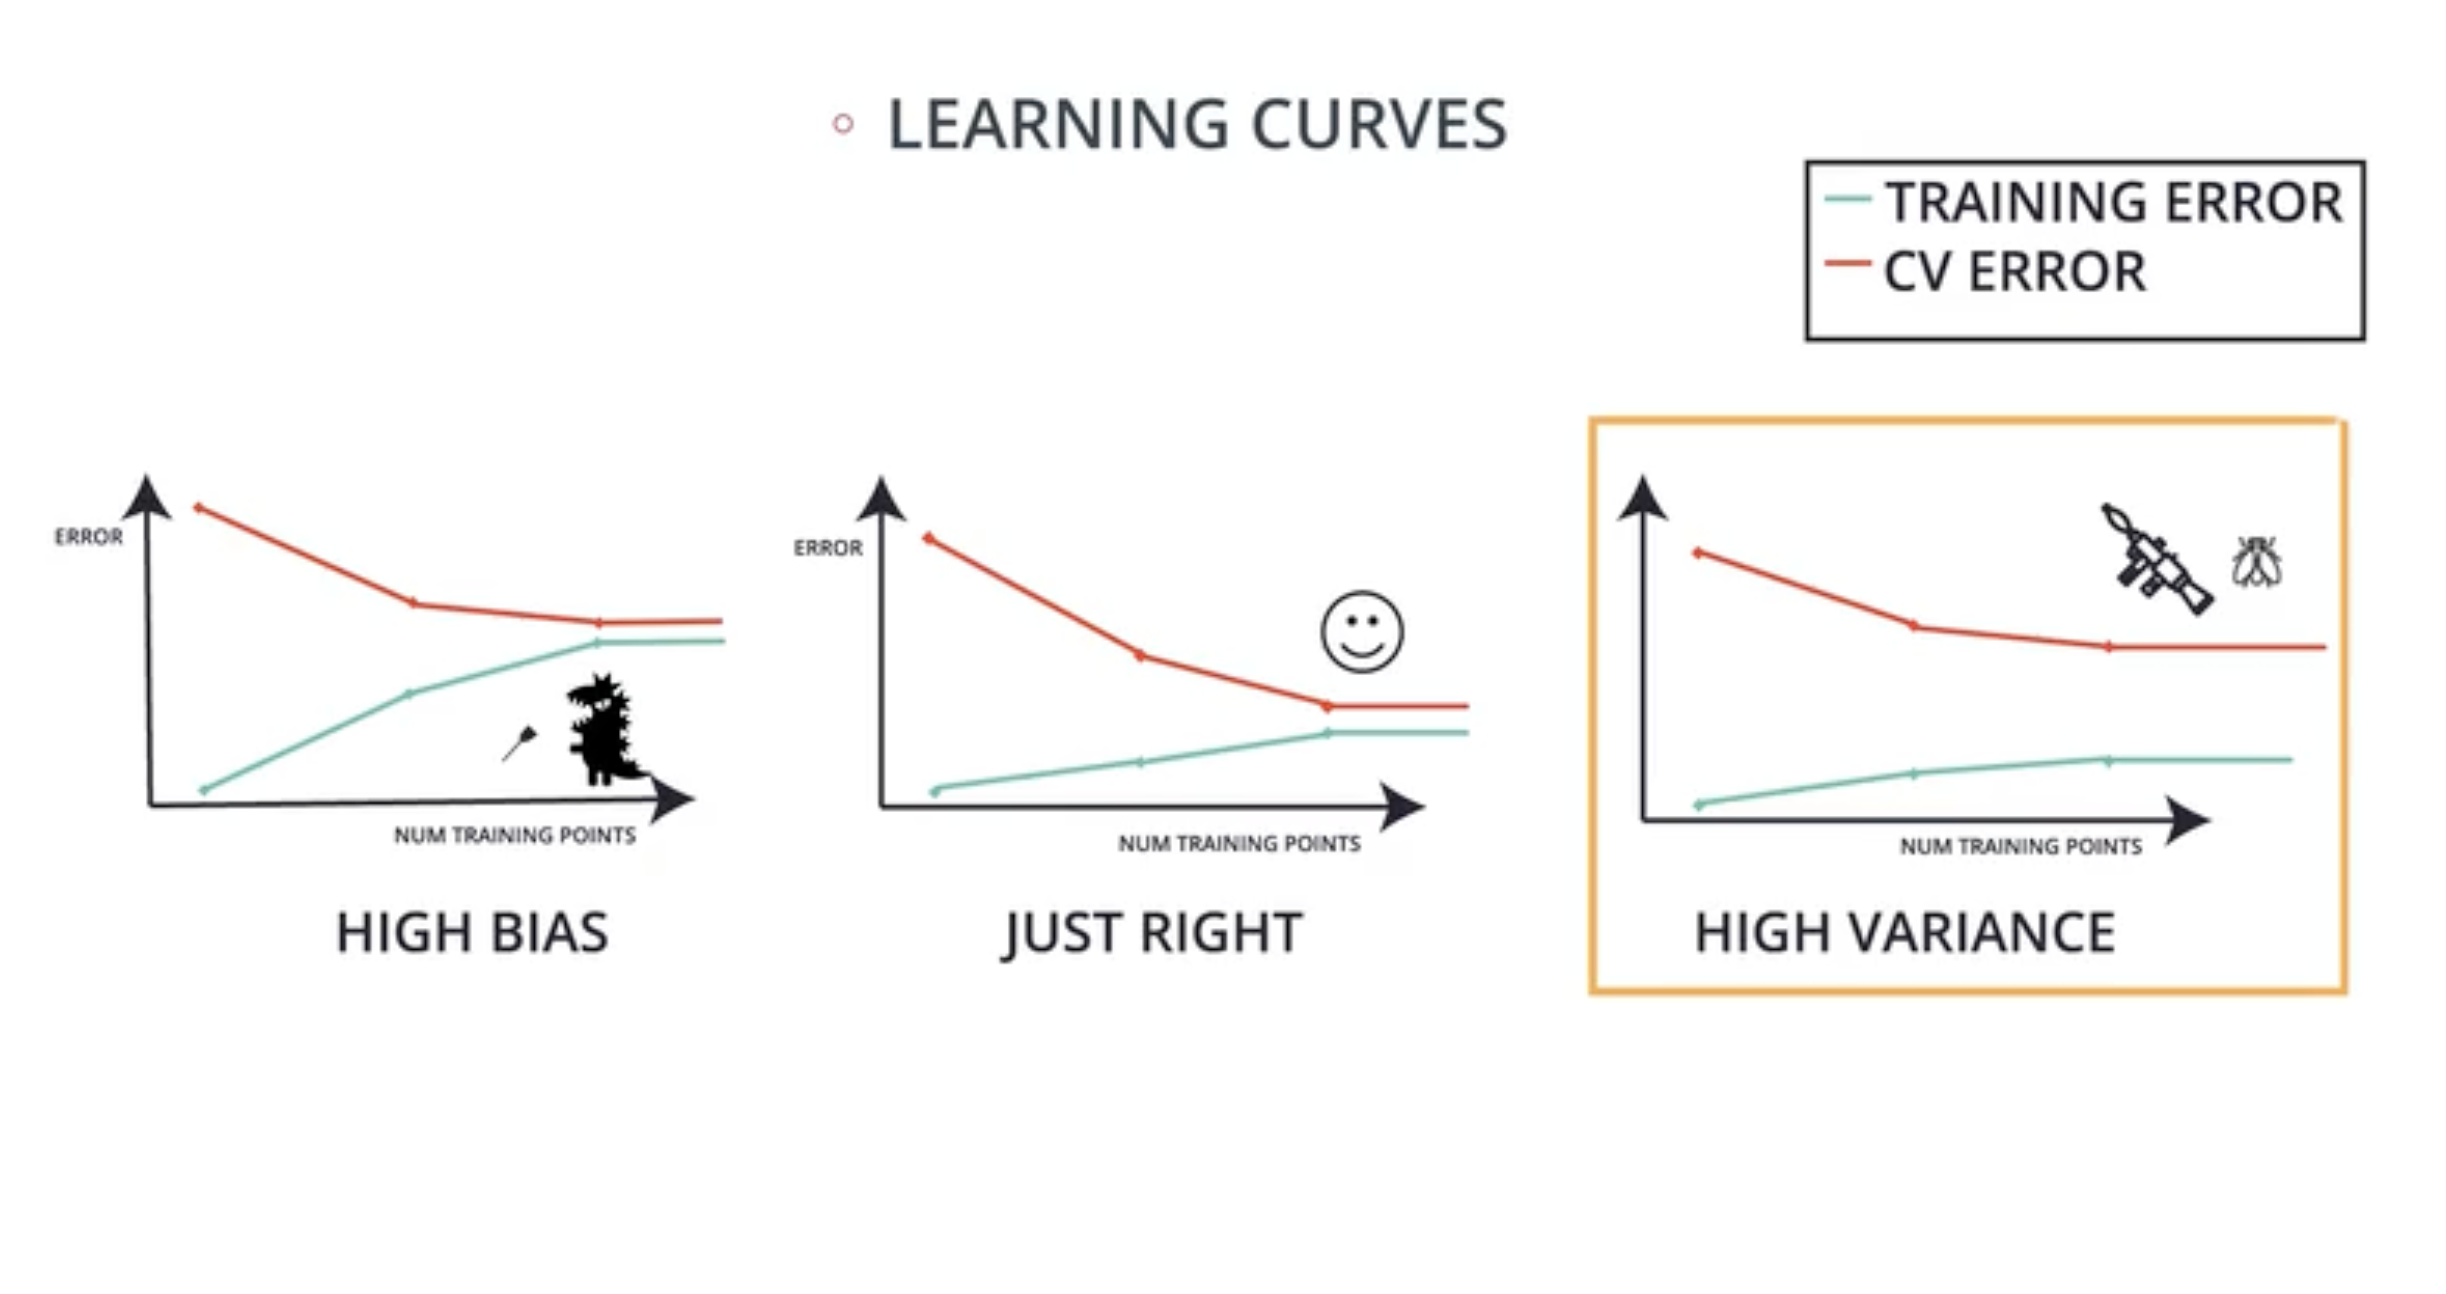 LEARNING CURVES
TRAINING ERROR
CV ERROR
ERROR
NUM TRAINING POINTS
HIGH BIAS
ERROR
NUM TRAINING POINTS
JUST RIGHT
NUM TRAINING POINTS
HIGH VARIANCE